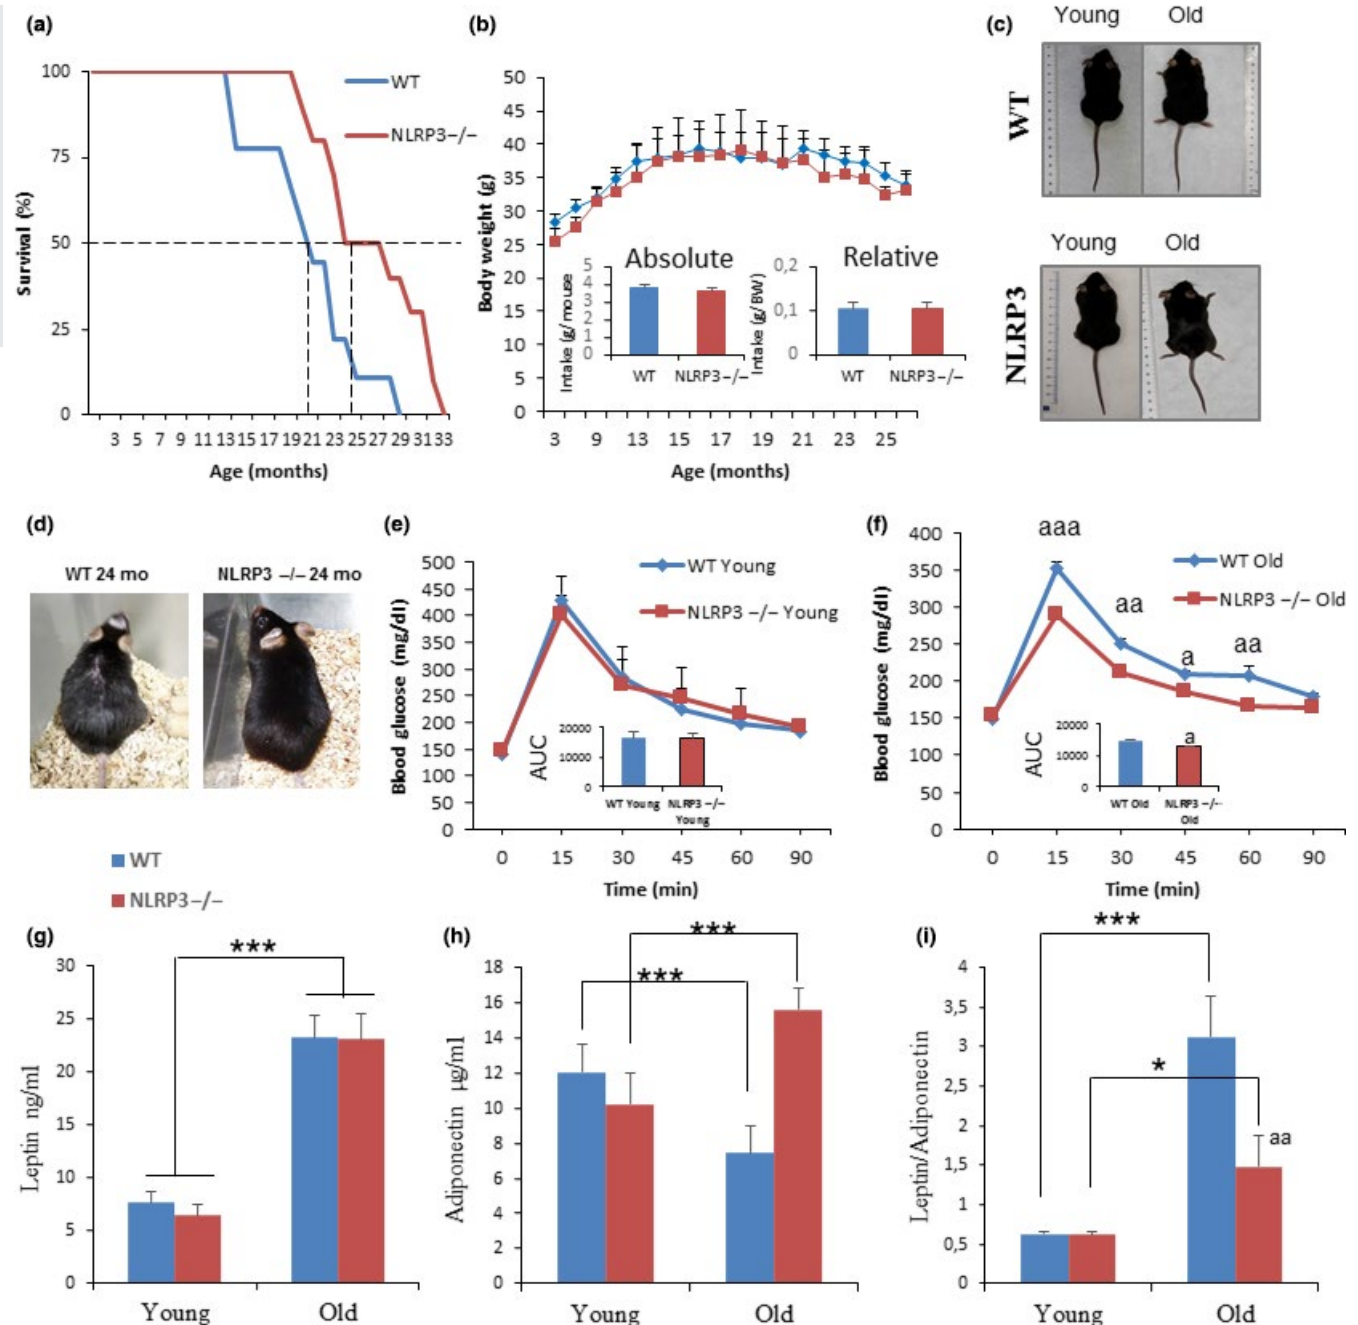 (a)
100
75
50
25
0
Survival (%)
WT
NLRP3−/−
3 5 7 9 11 13 15 17 19 21 23 25 27 29 31 33
Age (months)
(b)
50
45
40
35
30
25
20
15
10
5
0
Body weight (g)
Absolute
Intake (g/mouse
5
4
3
2
1
0
WT NLRP3−/−
Relative
Intake (g/BW)
0,2
0,1
0
WT NLRP3−/−
3 9 13 15 17 19 21 23 25
Age (months)
(c)
Young Old
WT
Young Old
NLRP3
(d)
WT 24 mo NLRP3 −/− 24 mo
(e)
500
450
400
350
300
250
200
150
100
50
0
Blood glucose (mg/dl)
WT Young
NLRP3 −/− Young
AUC
20000
10000
0
WT Young NLRP3 −/−
Young
0 15 30 45 60 90
Time (min)
(f)
400
350
300
250
200
150
100
50
0
Blood glucose (mg/dl)
aaa
aa
a
aa
WT Old
NLRP3 −/− Old
AUC
20000
10000
0
a
WT Old NLRP3 −/−
Old
0 15 30 45 60 90
Time (min)
WT
NLRP3−/−
(g)
***
30
25
20
15
10
5
0
Leptin ng/ml
Young Old
(h)
***
***
18
16
14
12
10
8
6
4
2
0
Adiponectin µg/ml
Young Old
(i)
***
*
aa
4
3,5
3
2,5
2
1,5
1
0,5
0
Leptin/Adiponectin
Young Old